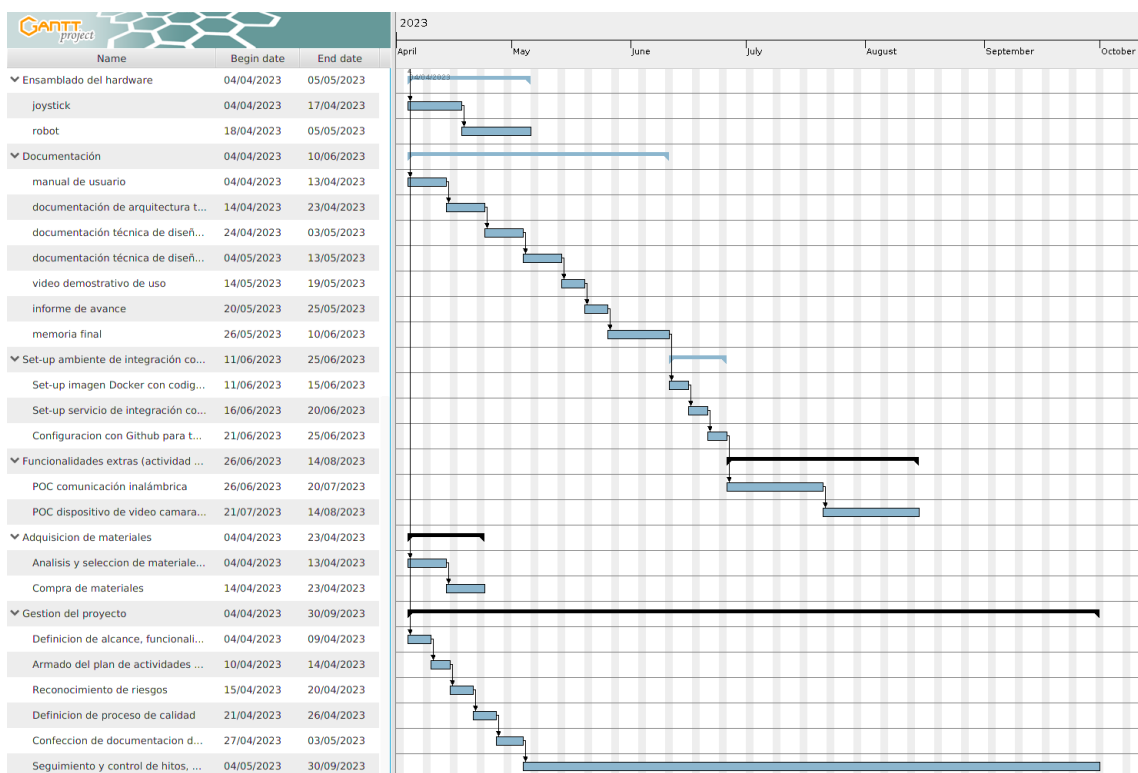 GANTT project
2023
April May June July August September October
Name Begin date End date
Ensamblado del hardware 04/04/2023 05/05/2023
04/04/2023
joystick 04/04/2023 17/04/2023
robot 18/04/2023 05/05/2023
Documentación 04/04/2023 10/06/2023
manual de usuario 04/04/2023 13/04/2023
documentación de arquitectura t... 14/04/2023 23/04/2023
documentación técnica de diseñ... 24/04/2023 03/05/2023
documentación técnica de diseñ... 04/05/2023 13/05/2023
video demostrativo de uso 14/05/2023 19/05/2023
informe de avance 20/05/2023 25/05/2023
memoria final 26/05/2023 10/06/2023
Set-up ambiente de integración co... 11/06/2023 25/06/2023
Set-up imagen Docker con codig... 11/06/2023 15/06/2023
Set-up servicio de integración co... 16/06/2023 20/06/2023
Configuracion con Github para t... 21/06/2023 25/06/2023
Funcionalidades extras (actividad ... 26/06/2023 14/08/2023
POC comunicación inalámbrica 26/06/2023 20/07/2023
POC dispositivo de video camara... 21/07/2023 14/08/2023
Adquisicion de materiales 04/04/2023 23/04/2023
Analisis y seleccion de materiale... 04/04/2023 13/04/2023
Compra de materiales 14/04/2023 23/04/2023
Gestion del proyecto 04/04/2023 30/09/2023
Definicion de alcance, funcionali... 04/04/2023 09/04/2023
Armado del plan de actividades ... 10/04/2023 14/04/2023
Reconocimiento de riesgos 15/04/2023 20/04/2023
Definicion de proceso de calidad 21/04/2023 26/04/2023
Confeccion de documentacion d... 27/04/2023 03/05/2023
Seguimiento y control de hitos, ... 04/05/2023 30/09/2023